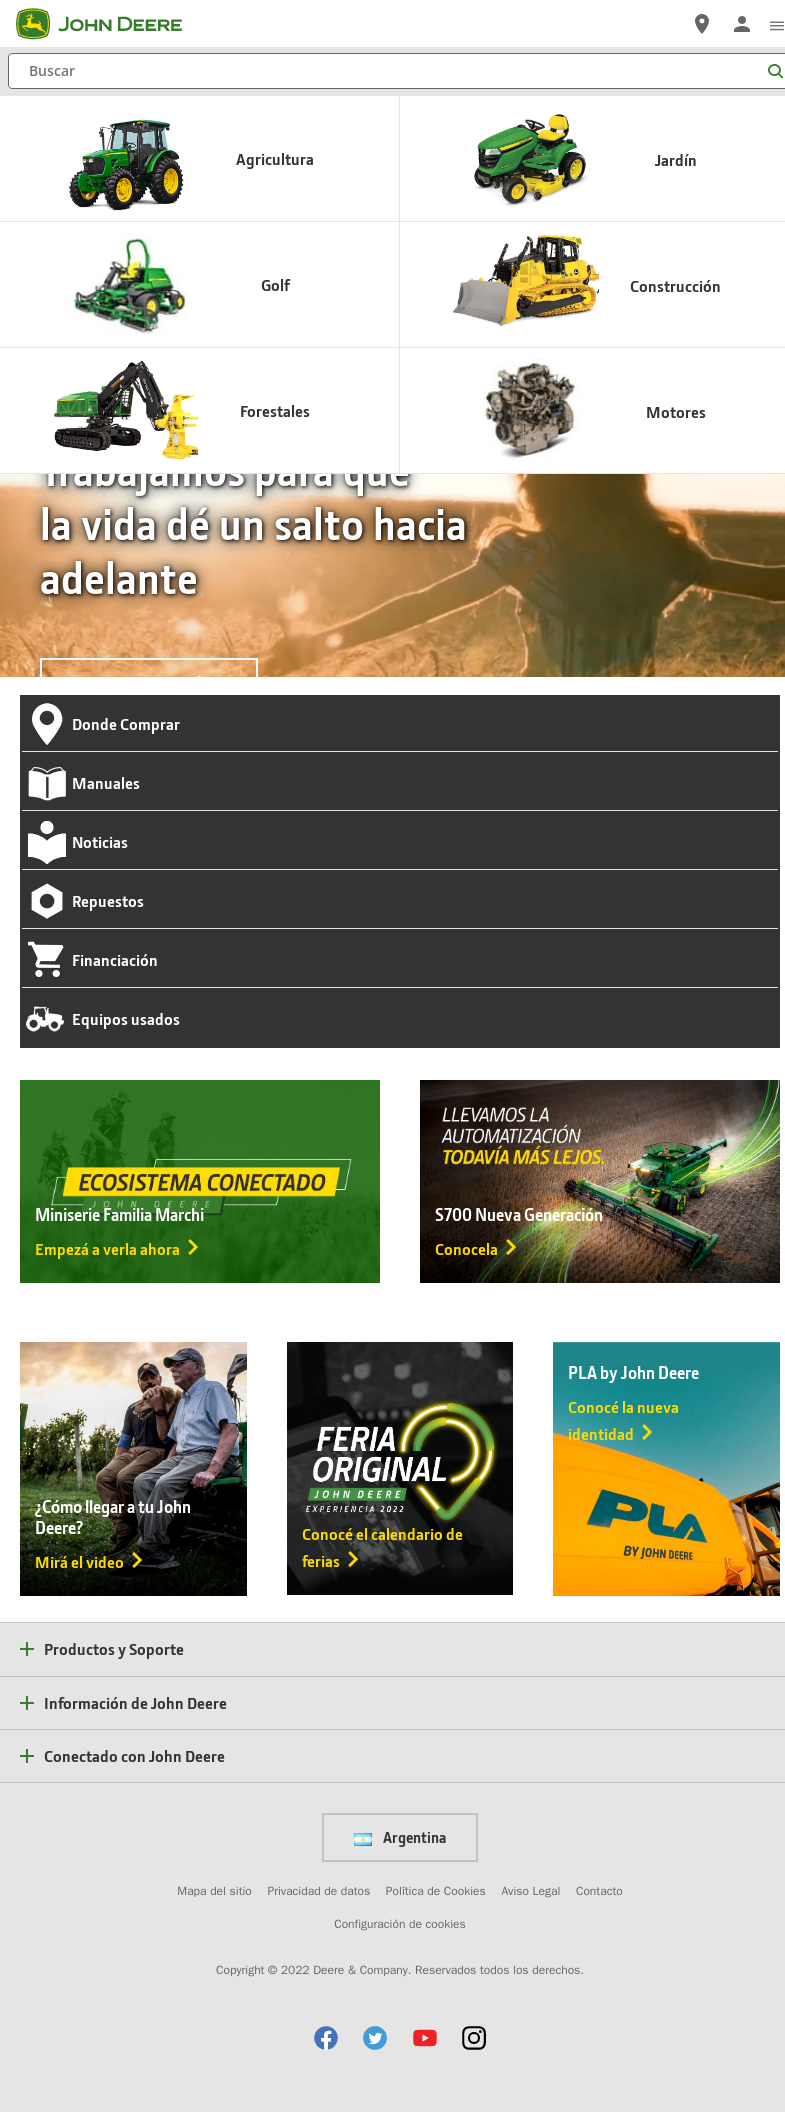 JOHN DEERE
Buscar
Agricultura
Jardín
Golf
Construcción
Forestales
Motores
Trabajamos para que
la vida dé un salto hacia
adelante
Donde Comprar
Manuales
Noticias
Repuestos
Financiación
Equipos usados
ECOSISTEMA CONECTADO
JOHN DEERE
Miniserie Familia Marchi
Empezá a verla ahora
LLEVAMOS LA
AUTOMATIZACIÓN
TODAVÍA MÁS LEJOS.
S700 Nueva Generación
Conocela
¿Cómo llegar a tu John
Deere?
Mirá el video
FERIA
ORIGINAL
JOHN DEERE
EXPERIENCIA 2022
Conocé el calendario de
ferias
PLA by John Deere
Conocé la nueva
identidad
PLA
BY JOHN DEERE
Productos y Soporte
Información de John Deere
Conectado con John Deere
Argentina
Mapa del sitio Privacidad de datos Política de Cookies Aviso Legal Contacto
Configuración de cookies
Copyright © 2022 Deere & Company. Reservados todos los derechos.